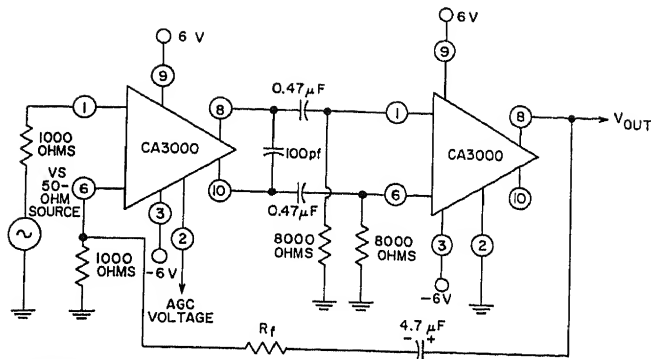 6 V
9
1
1000
OHMS
VS
50-
OHM
SOURCE
6
CA3000
8
10
3
-6V
2
1000
OHMS
AGC
VOLTAGE
0.47μF
100pf
0.47μF
8000
OHMS
8000
OHMS
6V
9
1
6
CA3000
8
10
3
-6V
2
VOUT
Rf
4.7 μF
- +